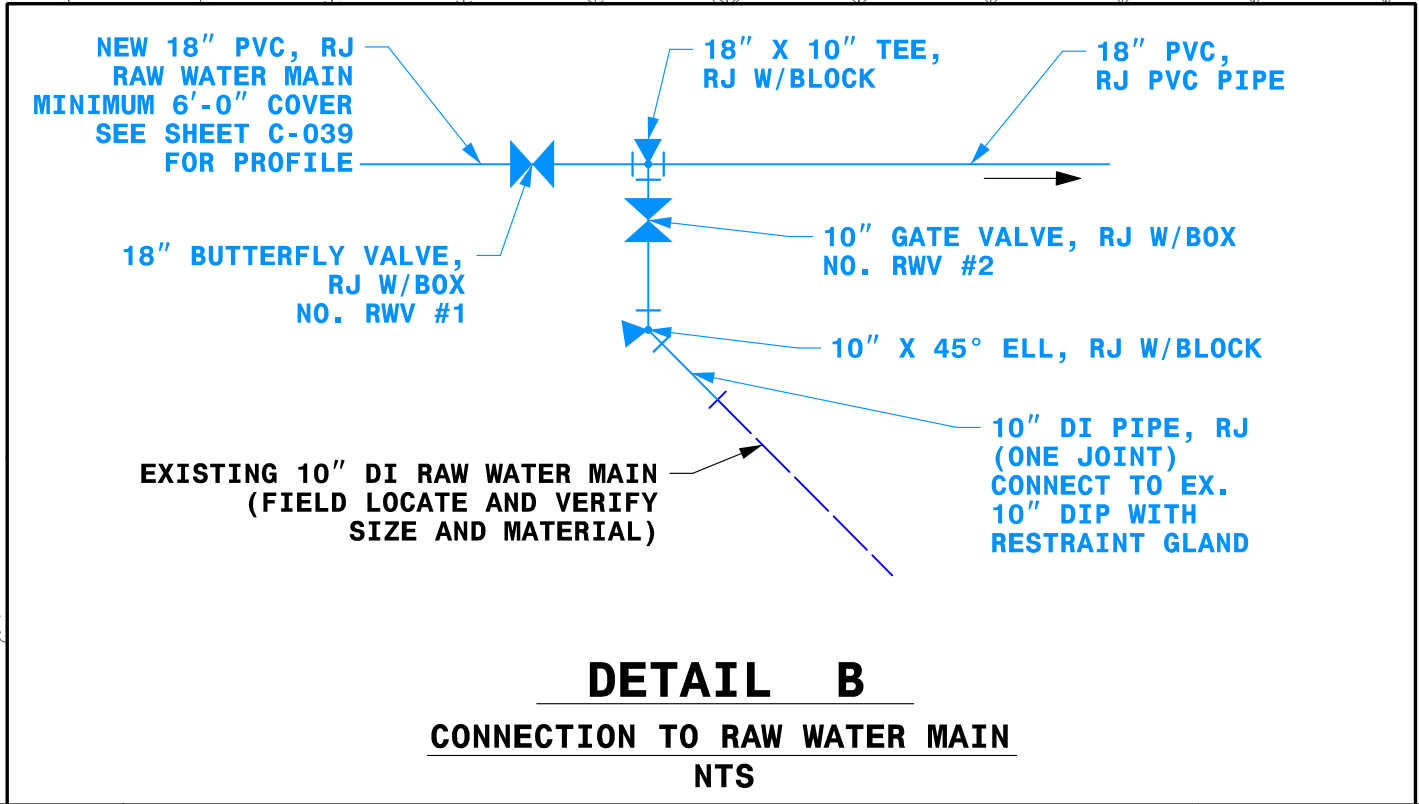 NEW 18" PVC, RJ
RAW WATER MAIN
MINIMUM 6'-0" COVER
SEE SHEET C-039
FOR PROFILE
18" X 10" TEE,
RJ W/BLOCK
18" PVC,
RJ PVC PIPE
18" BUTTERFLY VALVE,
RJ W/BOX
NO. RWV #1
10" GATE VALVE, RJ W/BOX
NO. RWV #2
10" X 45° ELL, RJ W/BLOCK
10" DI PIPE, RJ
(ONE JOINT)
CONNECT TO EX.
10" DIP WITH
RESTRAINT GLAND
EXISTING 10" DI RAW WATER MAIN
(FIELD LOCATE AND VERIFY
SIZE AND MATERIAL)
DETAIL B
CONNECTION TO RAW WATER MAIN
NTS